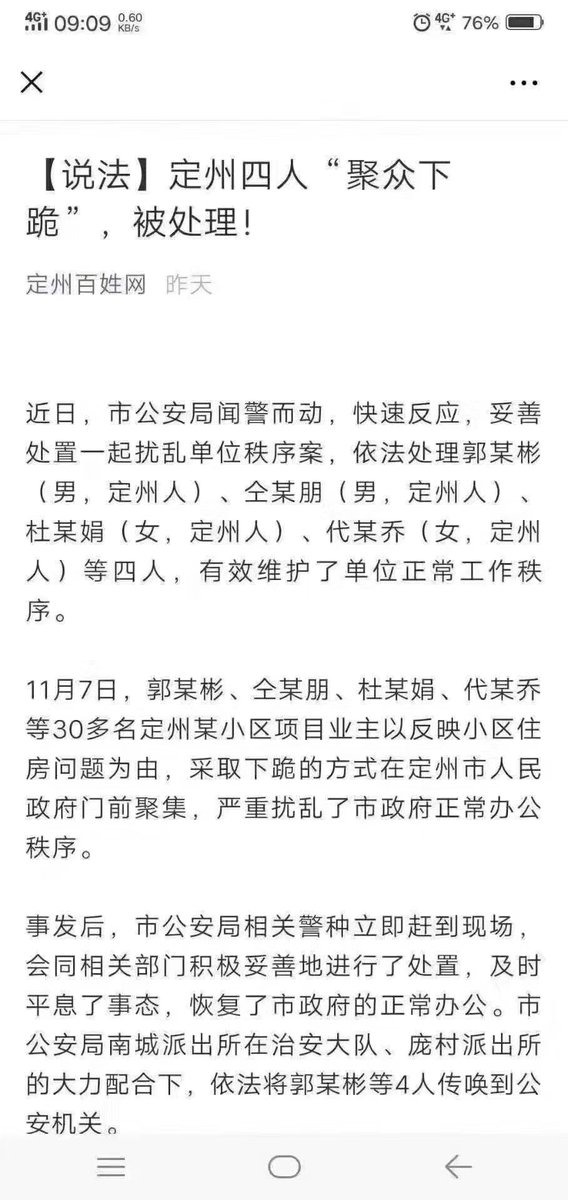 4G+ 09:09 0.60 KB/s 4G+ 76%
【说法】定州四人“聚众下
跪”，被处理！
定州百姓网 昨天
近日，市公安局闻警而动，快速反应，妥善
处置一起扰乱单位秩序案，依法处理郭某彬
（男，定州人）、仝某朋（男，定州人）、
杜某娟（女，定州人）、代某乔（女，定州
人）等四人，有效维护了单位正常工作秩
序。
11月7日，郭某彬、仝某朋、杜某娟、代某乔
等30多名定州某小区项目业主以反映小区住
房问题为由，采取下跪的方式在定州市人民
政府门前聚集，严重扰乱了市政府正常办公
秩序。
事发后，市公安局相关警种立即赶到现场，
会同相关部门积极妥善地进行了处置，及时
平息了事态，恢复了市政府的正常办公。市
公安局南城派出所在治安大队、庞村派出所
的大力配合下，依法将郭某彬等4人传唤到公
安机关。